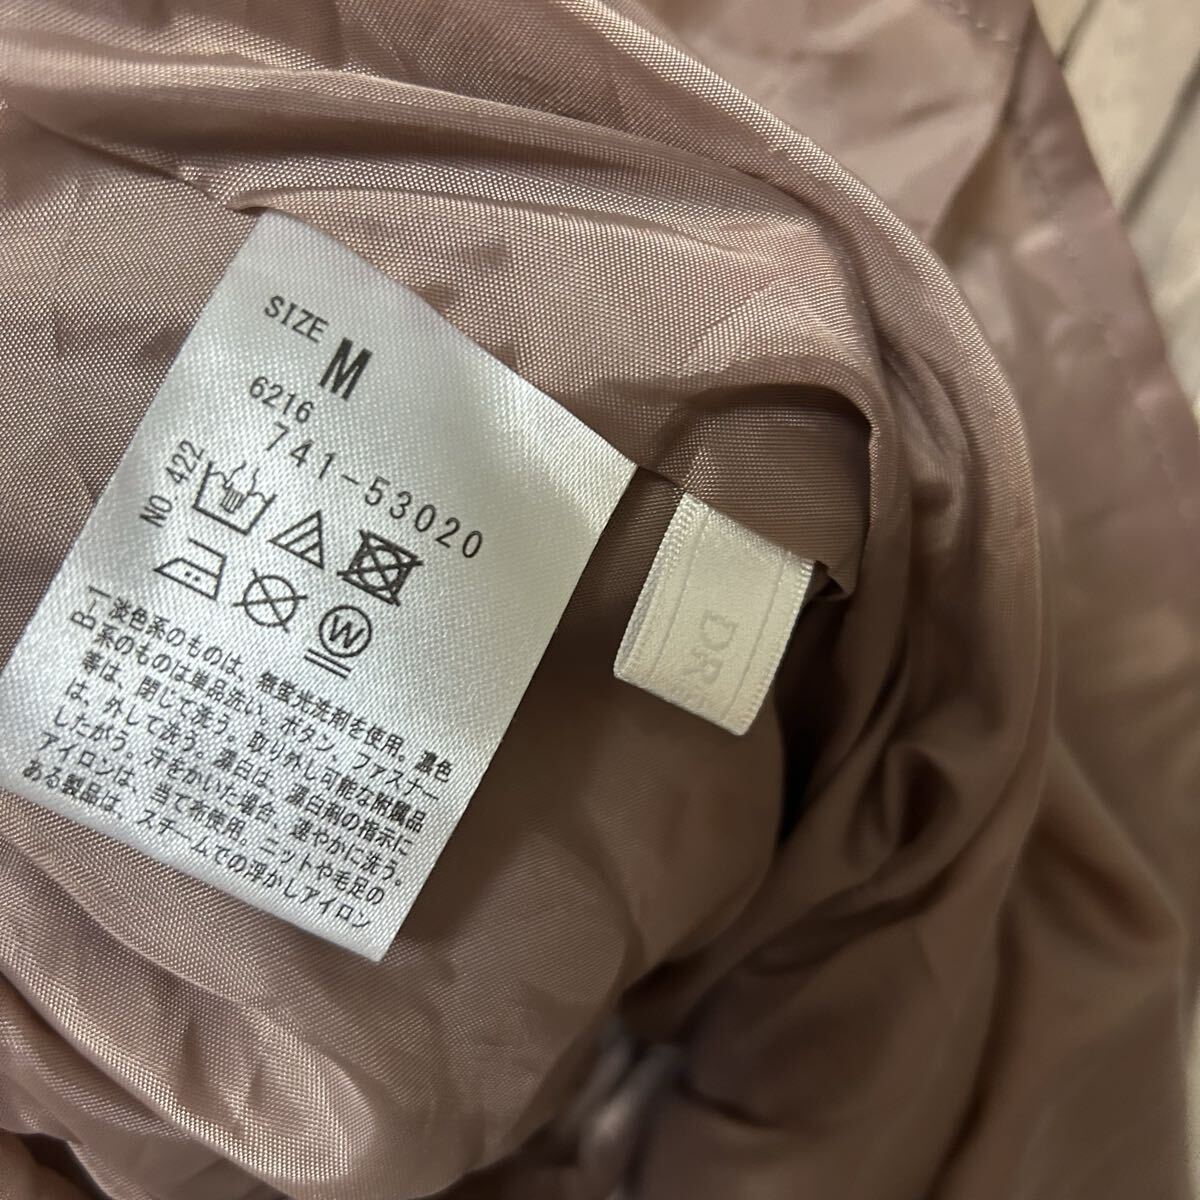 SIZE
M
6216
741-53020
NO 422
W
B-1
淡色系のものは、無蛍光洗剤を使用。濃色
系のものは単品洗い。ボタン、ファスナー
等は、閉じて洗う。取り外し可能な附属品
は、外して洗う。漂白は、漂白剤の指示に
したがう。汗をかいた場合、速やかに洗う。
アイロンは、当て布使用。ニットや毛足の
ある製品は、スチームでの浮かしアイロン
DR